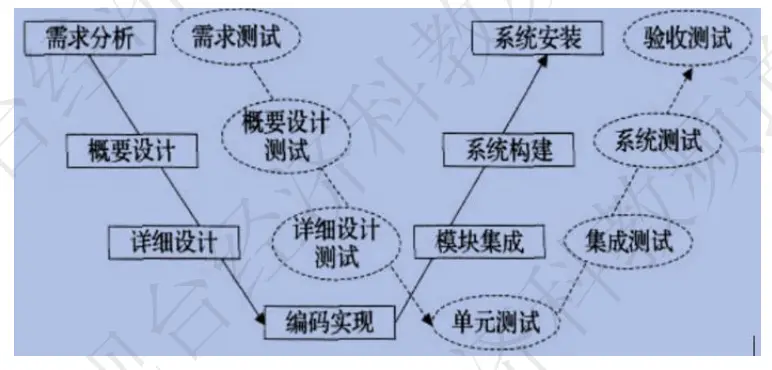 需求分析
需求测试
系统安装
验收测试
概要设计
概要设计
测试
系统构建
系统测试
详细设计
详细设计
测试
模块集成
集成测试
编码实现
单元测试